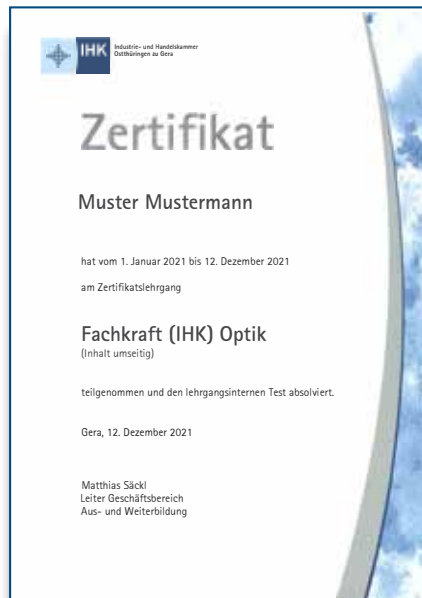 IHK
Industrie- und Handelskammer
Ostthüringen zu Gera
Zertifikat
Muster Mustermann
hat vom 1. Januar 2021 bis 12. Dezember 2021
am Zertifikatslehrgang
Fachkraft (IHK) Optik
(Inhalt umseitig)
teilgenommen und den lehrgangsinternen Test absolviert.
Gera, 12. Dezember 2021
Matthias Säckl
Leiter Geschäftsbereich
Aus- und Weiterbildung